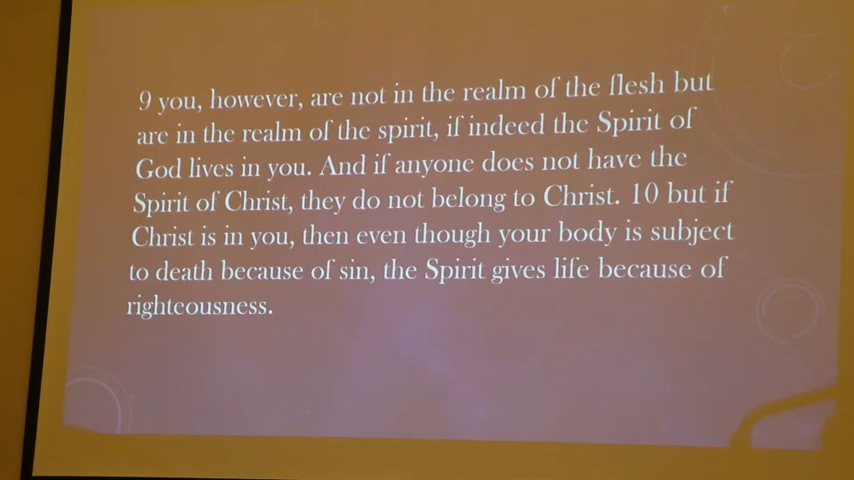 9 you, however, are not in the realm of the flesh but
are in the realm of the spirit, if indeed the Spirit of
God lives in you. And if anyone does not have the
Spirit of Christ, they do not belong to Christ. 10 but if
Christ is in you, then even though your body is subject
to death because of sin, the Spirit gives life because of
righteousness.